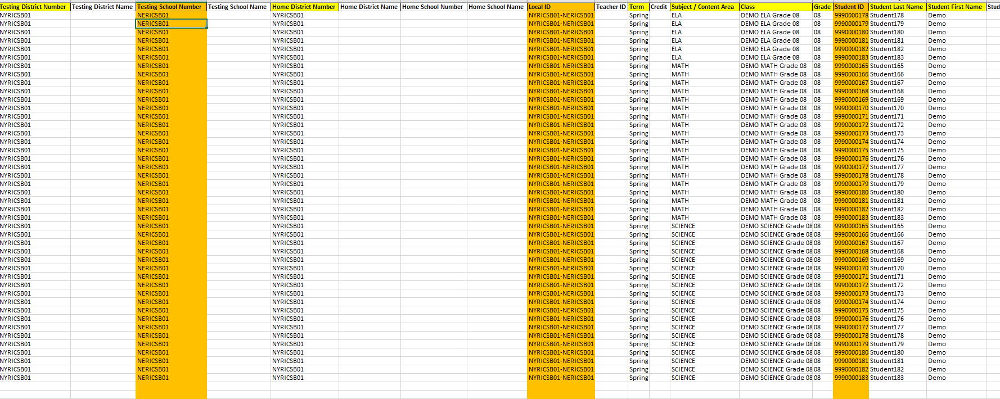 Testing District Number Testing District Name Testing School Number Testing School Name Home District Number Home District Name Home School Number Home School Name Local ID Teacher ID Term Credit Subject / Content Area Class Grade Student ID Student Last Name Student First Name Stud
NYRICSB01 NERICSB01 NYRICSB01 NYRICSB01-NERICSB01 Spring ELA DEMO ELA Grade 08 08 9990000178 Student178 Demo
NYRICSB01 NERICSB01 NYRICSB01 NYRICSB01-NERICSB01 Spring ELA DEMO ELA Grade 08 08 9990000179 Student179 Demo
NYRICSB01 NERICSB01 NYRICSB01 NYRICSB01-NERICSB01 Spring ELA DEMO ELA Grade 08 08 9990000180 Student180 Demo
NYRICSB01 NERICSB01 NYRICSB01 NYRICSB01-NERICSB01 Spring ELA DEMO ELA Grade 08 08 9990000181 Student181 Demo
NYRICSB01 NERICSB01 NYRICSB01 NYRICSB01-NERICSB01 Spring ELA DEMO ELA Grade 08 08 9990000182 Student182 Demo
NYRICSB01 NERICSB01 NYRICSB01 NYRICSB01-NERICSB01 Spring ELA DEMO ELA Grade 08 08 9990000183 Student183 Demo
NYRICSB01 NERICSB01 NYRICSB01 NYRICSB01-NERICSB01 Spring MATH DEMO MATH Grade 08 08 9990000165 Student165 Demo
NYRICSB01 NERICSB01 NYRICSB01 NYRICSB01-NERICSB01 Spring MATH DEMO MATH Grade 08 08 9990000166 Student166 Demo
NYRICSB01 NERICSB01 NYRICSB01 NYRICSB01-NERICSB01 Spring MATH DEMO MATH Grade 08 08 9990000167 Student167 Demo
NYRICSB01 NERICSB01 NYRICSB01 NYRICSB01-NERICSB01 Spring MATH DEMO MATH Grade 08 08 9990000168 Student168 Demo
NYRICSB01 NERICSB01 NYRICSB01 NYRICSB01-NERICSB01 Spring MATH DEMO MATH Grade 08 08 9990000169 Student169 Demo
NYRICSB01 NERICSB01 NYRICSB01 NYRICSB01-NERICSB01 Spring MATH DEMO MATH Grade 08 08 9990000170 Student170 Demo
NYRICSB01 NERICSB01 NYRICSB01 NYRICSB01-NERICSB01 Spring MATH DEMO MATH Grade 08 08 9990000171 Student171 Demo
NYRICSB01 NERICSB01 NYRICSB01 NYRICSB01-NERICSB01 Spring MATH DEMO MATH Grade 08 08 9990000172 Student172 Demo
NYRICSB01 NERICSB01 NYRICSB01 NYRICSB01-NERICSB01 Spring MATH DEMO MATH Grade 08 08 9990000173 Student173 Demo
NYRICSB01 NERICSB01 NYRICSB01 NYRICSB01-NERICSB01 Spring MATH DEMO MATH Grade 08 08 9990000174 Student174 Demo
NYRICSB01 NERICSB01 NYRICSB01 NYRICSB01-NERICSB01 Spring MATH DEMO MATH Grade 08 08 9990000175 Student175 Demo
NYRICSB01 NERICSB01 NYRICSB01 NYRICSB01-NERICSB01 Spring MATH DEMO MATH Grade 08 08 9990000176 Student176 Demo
NYRICSB01 NERICSB01 NYRICSB01 NYRICSB01-NERICSB01 Spring MATH DEMO MATH Grade 08 08 9990000177 Student177 Demo
NYRICSB01 NERICSB01 NYRICSB01 NYRICSB01-NERICSB01 Spring MATH DEMO MATH Grade 08 08 9990000178 Student178 Demo
NYRICSB01 NERICSB01 NYRICSB01 NYRICSB01-NERICSB01 Spring MATH DEMO MATH Grade 08 08 9990000179 Student179 Demo
NYRICSB01 NERICSB01 NYRICSB01 NYRICSB01-NERICSB01 Spring MATH DEMO MATH Grade 08 08 9990000180 Student180 Demo
NYRICSB01 NERICSB01 NYRICSB01 NYRICSB01-NERICSB01 Spring MATH DEMO MATH Grade 08 08 9990000181 Student181 Demo
NYRICSB01 NERICSB01 NYRICSB01 NYRICSB01-NERICSB01 Spring MATH DEMO MATH Grade 08 08 9990000182 Student182 Demo
NYRICSB01 NERICSB01 NYRICSB01 NYRICSB01-NERICSB01 Spring MATH DEMO MATH Grade 08 08 9990000183 Student183 Demo
NYRICSB01 NERICSB01 NYRICSB01 NYRICSB01-NERICSB01 Spring SCIENCE DEMO SCIENCE Grade 08 08 9990000165 Student165 Demo
NYRICSB01 NERICSB01 NYRICSB01 NYRICSB01-NERICSB01 Spring SCIENCE DEMO SCIENCE Grade 08 08 9990000166 Student166 Demo
NYRICSB01 NERICSB01 NYRICSB01 NYRICSB01-NERICSB01 Spring SCIENCE DEMO SCIENCE Grade 08 08 9990000167 Student167 Demo
NYRICSB01 NERICSB01 NYRICSB01 NYRICSB01-NERICSB01 Spring SCIENCE DEMO SCIENCE Grade 08 08 9990000168 Student168 Demo
NYRICSB01 NERICSB01 NYRICSB01 NYRICSB01-NERICSB01 Spring SCIENCE DEMO SCIENCE Grade 08 08 9990000169 Student169 Demo
NYRICSB01 NERICSB01 NYRICSB01 NYRICSB01-NERICSB01 Spring SCIENCE DEMO SCIENCE Grade 08 08 9990000170 Student170 Demo
NYRICSB01 NERICSB01 NYRICSB01 NYRICSB01-NERICSB01 Spring SCIENCE DEMO SCIENCE Grade 08 08 9990000171 Student171 Demo
NYRICSB01 NERICSB01 NYRICSB01 NYRICSB01-NERICSB01 Spring SCIENCE DEMO SCIENCE Grade 08 08 9990000172 Student172 Demo
NYRICSB01 NERICSB01 NYRICSB01 NYRICSB01-NERICSB01 Spring SCIENCE DEMO SCIENCE Grade 08 08 9990000173 Student173 Demo
NYRICSB01 NERICSB01 NYRICSB01 NYRICSB01-NERICSB01 Spring SCIENCE DEMO SCIENCE Grade 08 08 9990000174 Student174 Demo
NYRICSB01 NERICSB01 NYRICSB01 NYRICSB01-NERICSB01 Spring SCIENCE DEMO SCIENCE Grade 08 08 9990000175 Student175 Demo
NYRICSB01 NERICSB01 NYRICSB01 NYRICSB01-NERICSB01 Spring SCIENCE DEMO SCIENCE Grade 08 08 9990000176 Student176 Demo
NYRICSB01 NERICSB01 NYRICSB01 NYRICSB01-NERICSB01 Spring SCIENCE DEMO SCIENCE Grade 08 08 9990000177 Student177 Demo
NYRICSB01 NERICSB01 NYRICSB01 NYRICSB01-NERICSB01 Spring SCIENCE DEMO SCIENCE Grade 08 08 9990000178 Student178 Demo
NYRICSB01 NERICSB01 NYRICSB01 NYRICSB01-NERICSB01 Spring SCIENCE DEMO SCIENCE Grade 08 08 9990000179 Student179 Demo
NYRICSB01 NERICSB01 NYRICSB01 NYRICSB01-NERICSB01 Spring SCIENCE DEMO SCIENCE Grade 08 08 9990000180 Student180 Demo
NYRICSB01 NERICSB01 NYRICSB01 NYRICSB01-NERICSB01 Spring SCIENCE DEMO SCIENCE Grade 08 08 9990000181 Student181 Demo
NYRICSB01 NERICSB01 NYRICSB01 NYRICSB01-NERICSB01 Spring SCIENCE DEMO SCIENCE Grade 08 08 9990000182 Student182 Demo
NYRICSB01 NERICSB01 NYRICSB01 NYRICSB01-NERICSB01 Spring SCIENCE DEMO SCIENCE Grade 08 08 9990000183 Student183 Demo